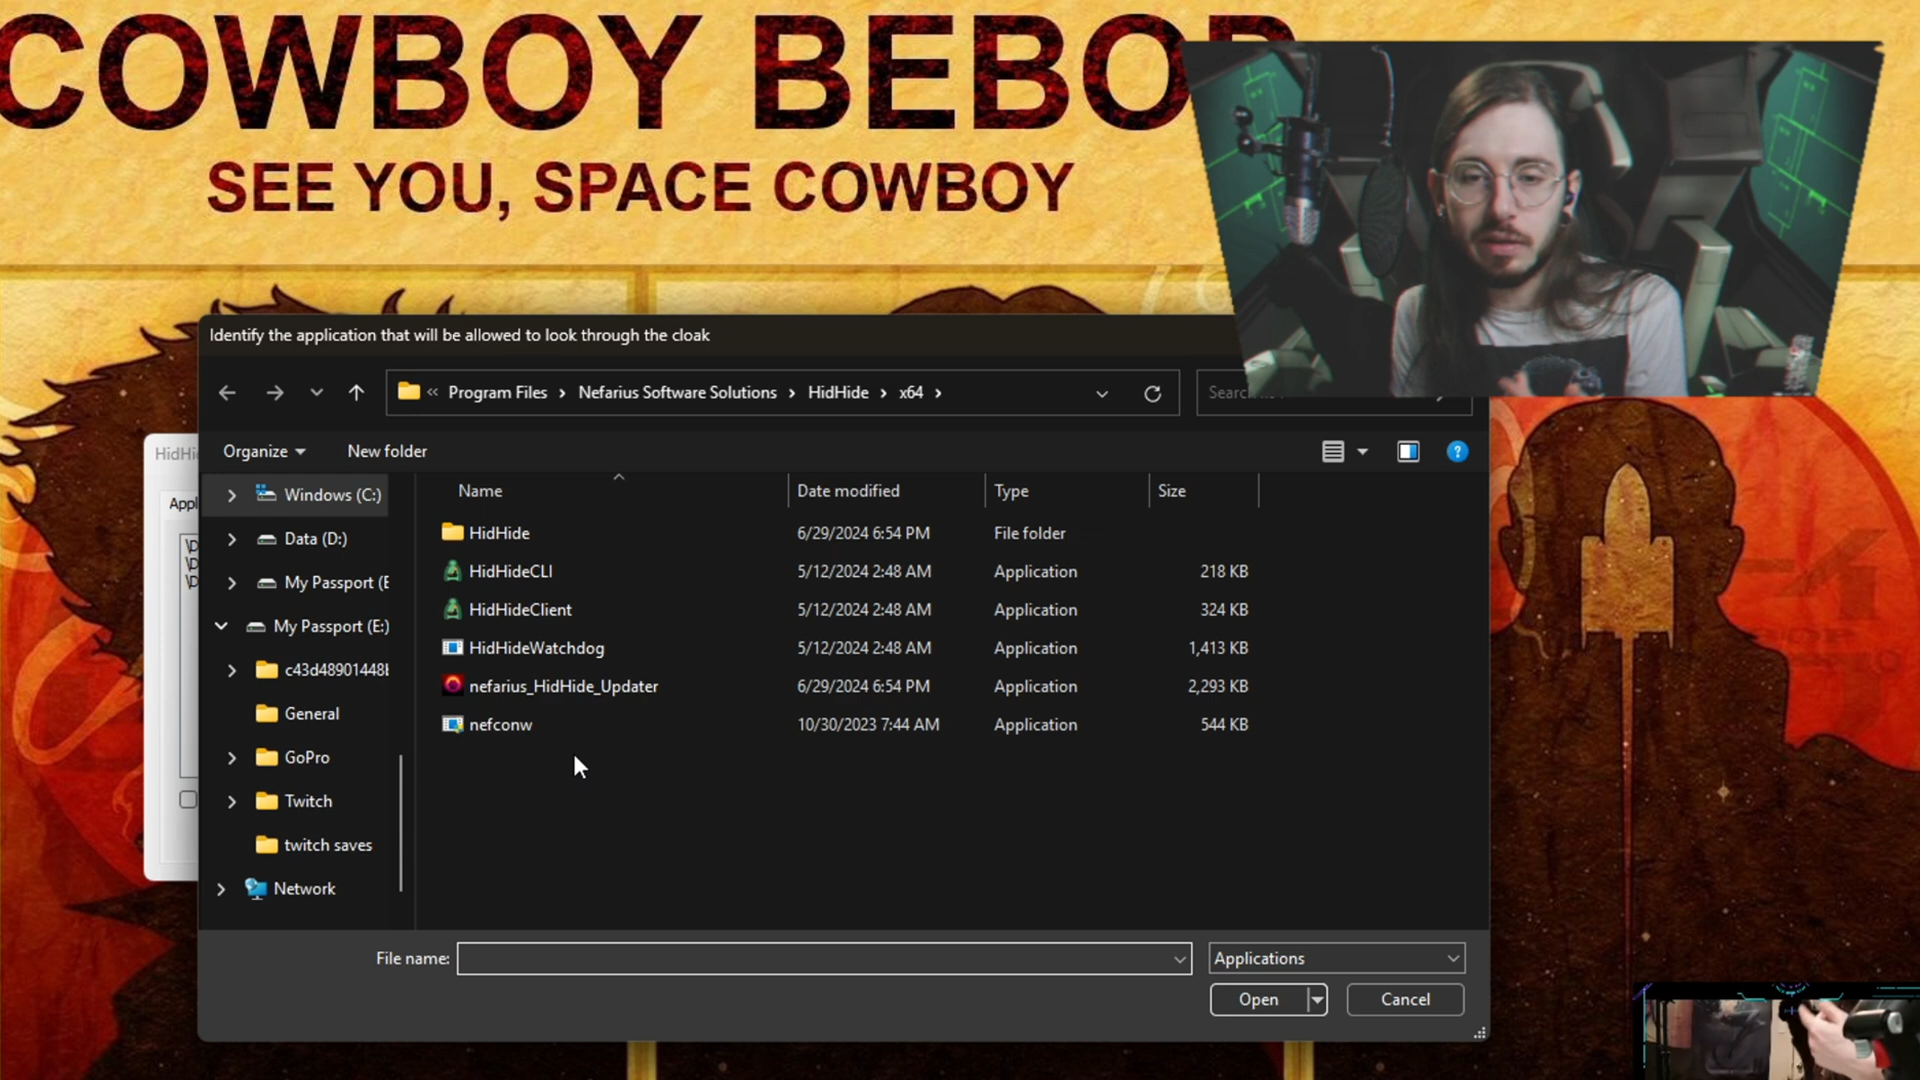 COWBOY BEBOP
SEE YOU, SPACE COWBOY
Identify the application that will be allowed to look through the cloak
Program Files > Nefarius Software Solutions > HidHide > x64 >
Search
Organize
New folder
HidHi
Appl
Name Date modified Type Size
Windows (C:)
Data (D:)
My Passport (E
My Passport (E:)
c43d48901448b
General
GoPro
Twitch
twitch saves
Network
HidHide 6/29/2024 6:54 PM File folder
HidHideCLI 5/12/2024 2:48 AM Application 218 KB
HidHideClient 5/12/2024 2:48 AM Application 324 KB
HidHideWatchdog 5/12/2024 2:48 AM Application 1,413 KB
nefarius_HidHide_Updater 6/29/2024 6:54 PM Application 2,293 KB
nefconw 10/30/2023 7:44 AM Application 544 KB
\D
\D
\D
File name:
Applications
Open
Cancel